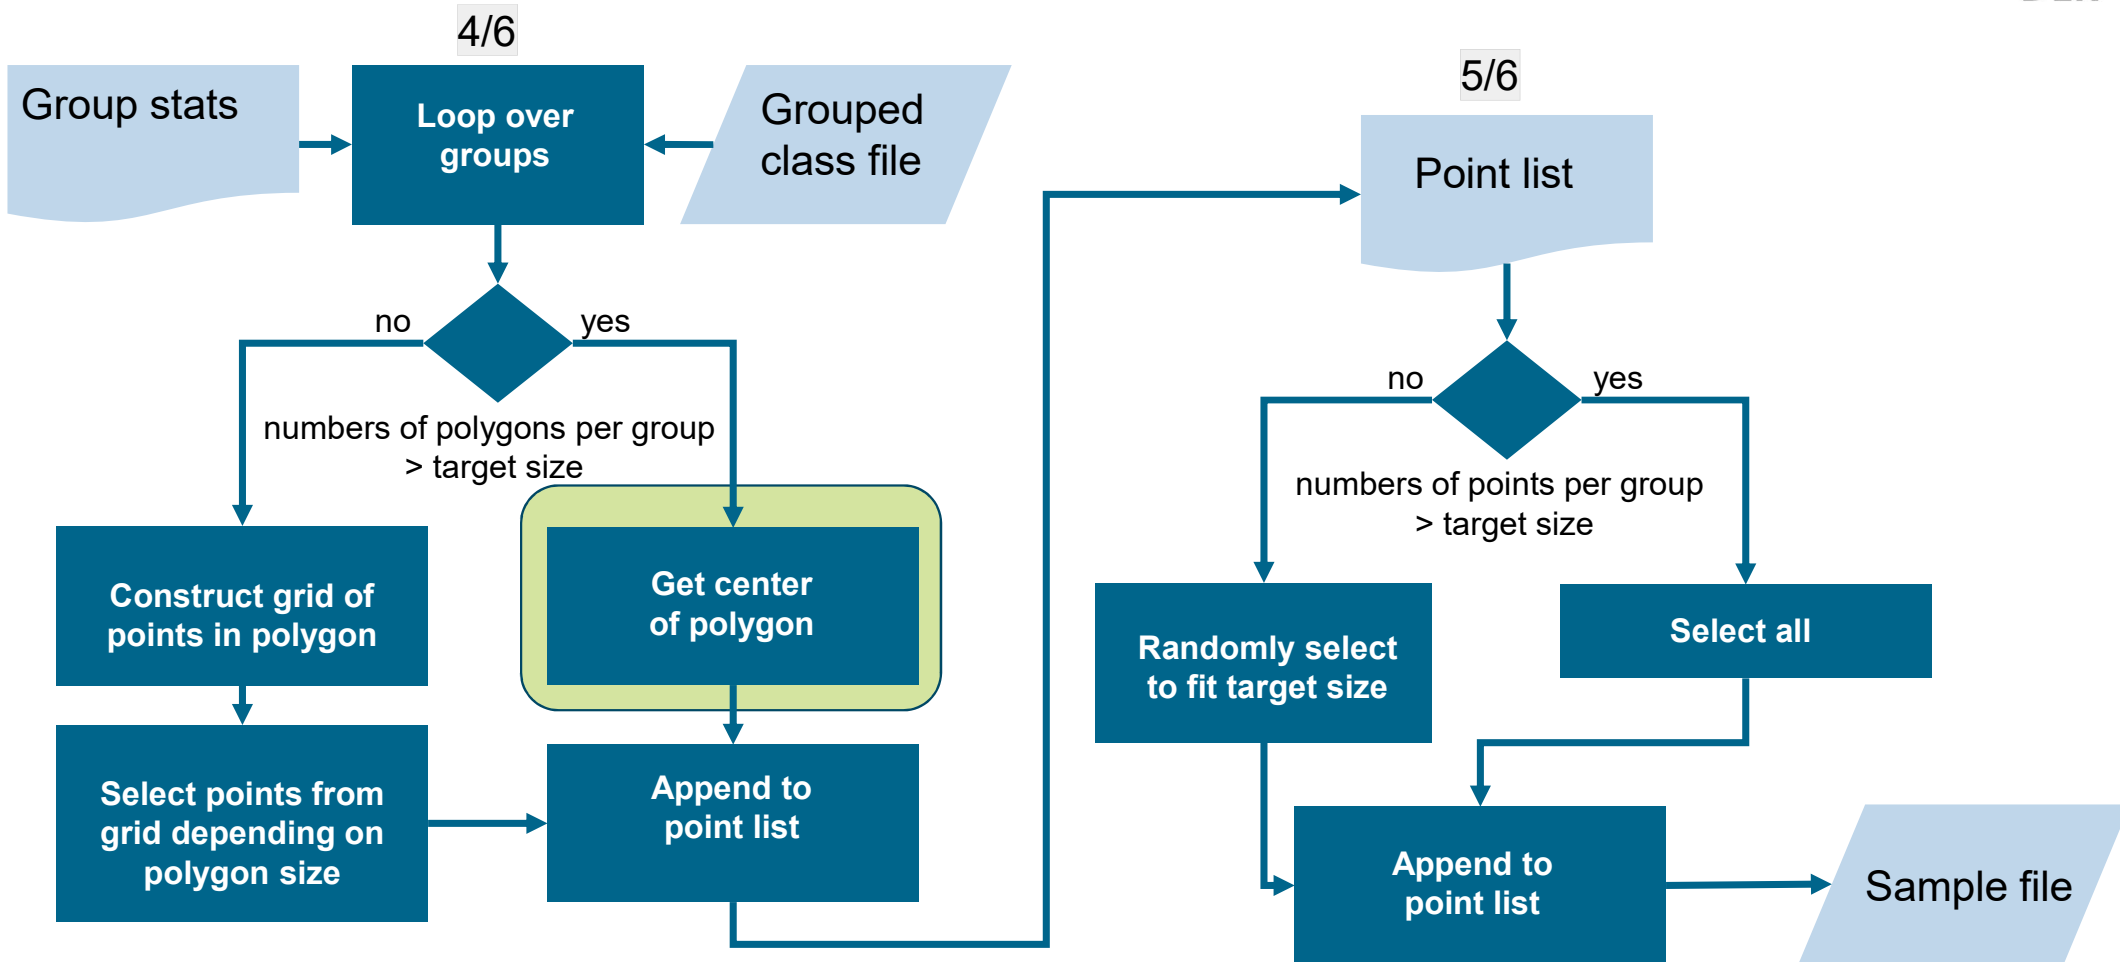 4/6
Group stats
Loop over
groups
Grouped
class file
no
yes
numbers of polygons per group
> target size
Construct grid of
points in polygon
Get center
of polygon
Select points from
grid depending on
polygon size
Append to
point list
5/6
Point list
no
yes
numbers of points per group
> target size
Randomly select
to fit target size
Select all
Append to
point list
Sample file